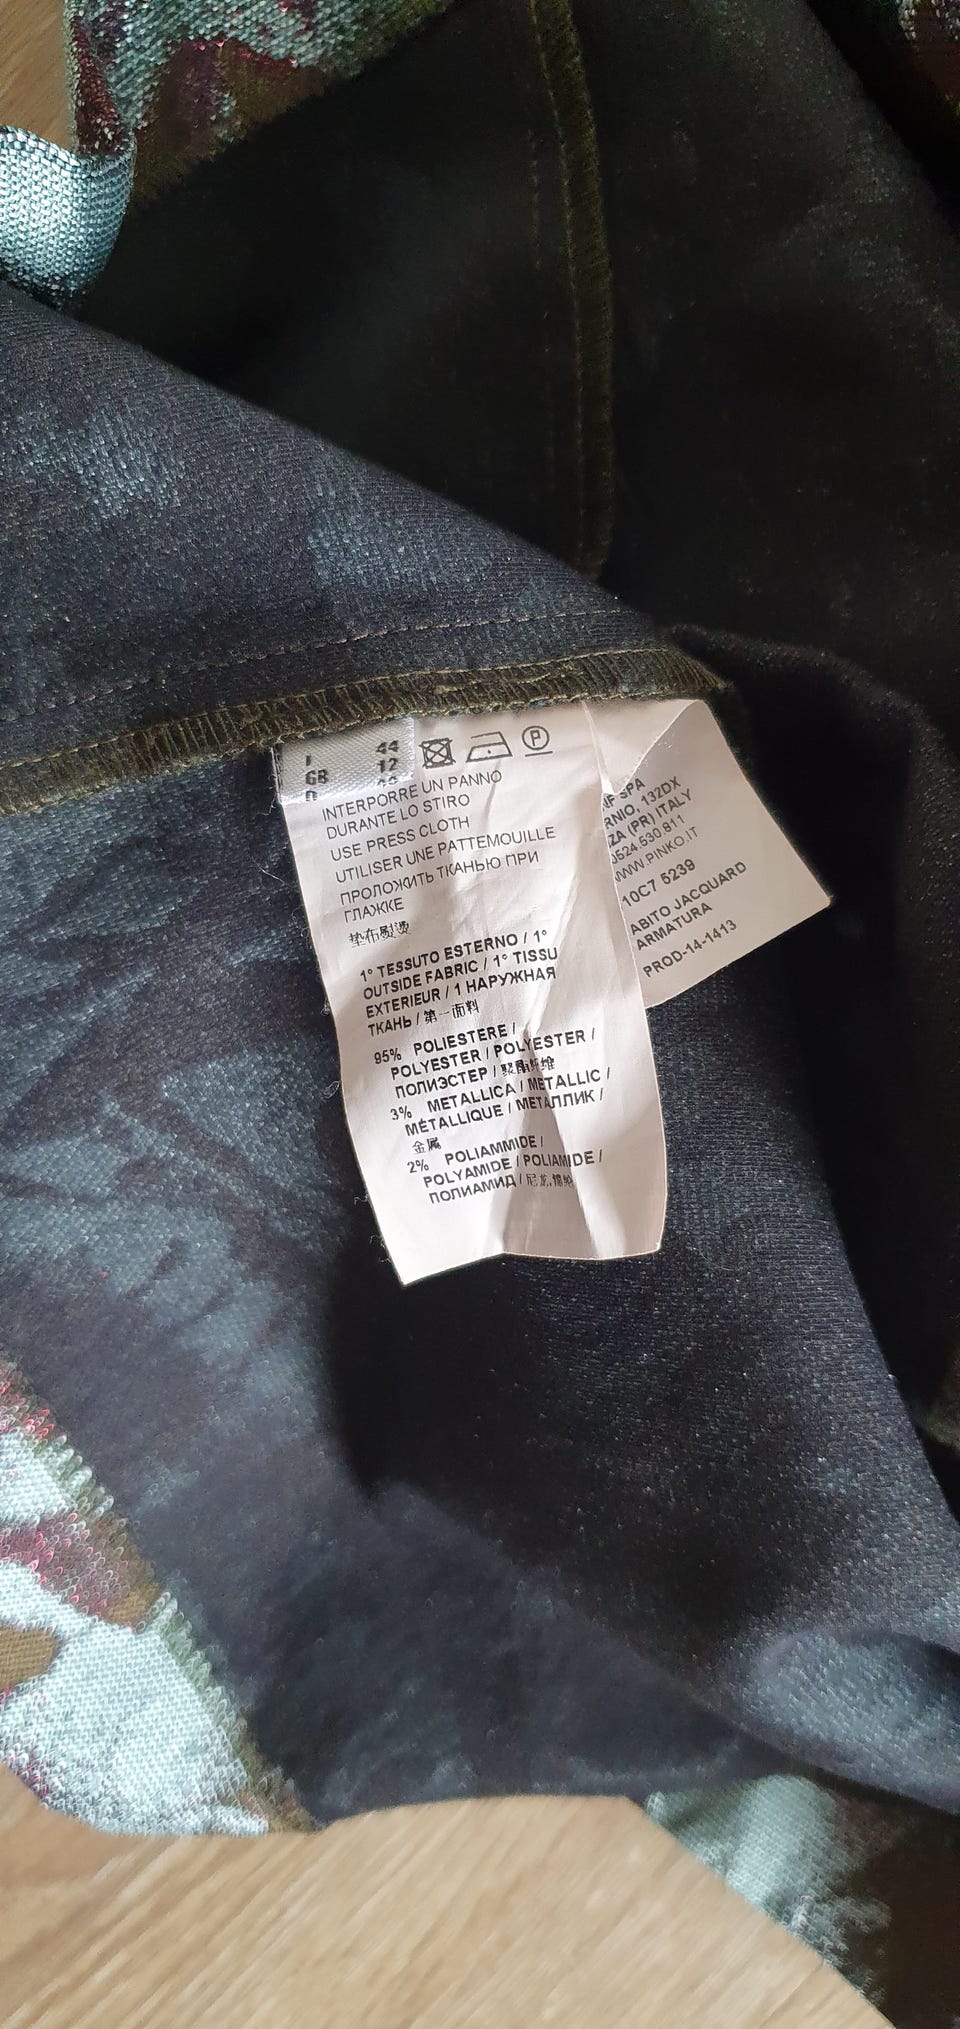 I 44
GB 12
D
P
INTERPORRE UN PANNO
DURANTE LO STIRO
USE PRESS CLOTH
UTILISER UNE PATTEMOUILLE
ПРОЛОЖИТЬ ТКАНЬЮ ПРИ
ГЛАЖКЕ
垫布熨烫
1° TESSUTO ESTERNO / 1°
OUTSIDE FABRIC / 1° TISSU
EXTERIEUR / 1 НАРУЖНАЯ
ТКАНЬ / 第一面料
95% POLIESTERE /
POLYESTER / POLYESTER /
ПОЛИЭСТЕР / 聚酯纤维
3% METALLICA / METALLIC /
MÉTALLIQUE / МЕТАЛЛИК /
金属
2% POLIAMMIDE /
POLYAMIDE / POLIAMIDE /
ПОЛИАМИД / 尼龙,锦纶
SPA
RNIO, 132DX
ZA (PR) ITALY
0524.530.811
WWW.PINKO.IT
10C7 5239
ABITO JACQUARD
ARMATURA
PROD-14-1413